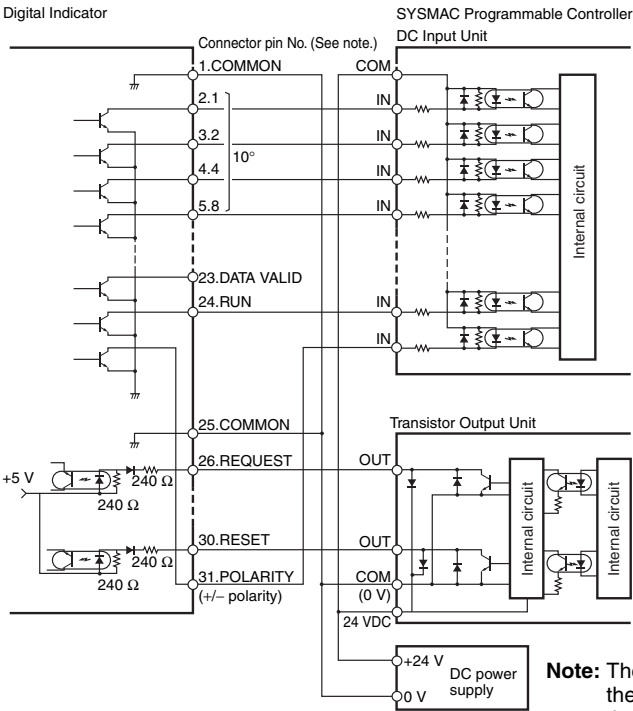 Digital Indicator
SYSMAC Programmable Controller
DC Input Unit
Connector pin No. (See note.)
1.COMMON
COM
2.1
IN
3.2
IN
10°
4.4
IN
5.8
IN
Internal circuit
23.DATA VALID
24.RUN
IN
IN
25.COMMON
Transistor Output Unit
26.REQUEST
OUT
+5 V
240 Ω
240 Ω
Internal circuit
Internal circuit
30.RESET
OUT
240 Ω
240 Ω
31.POLARITY
(+/− polarity)
COM
(0 V)
24 VDC
+24 V
DC power
supply
0 V
Note: The
the